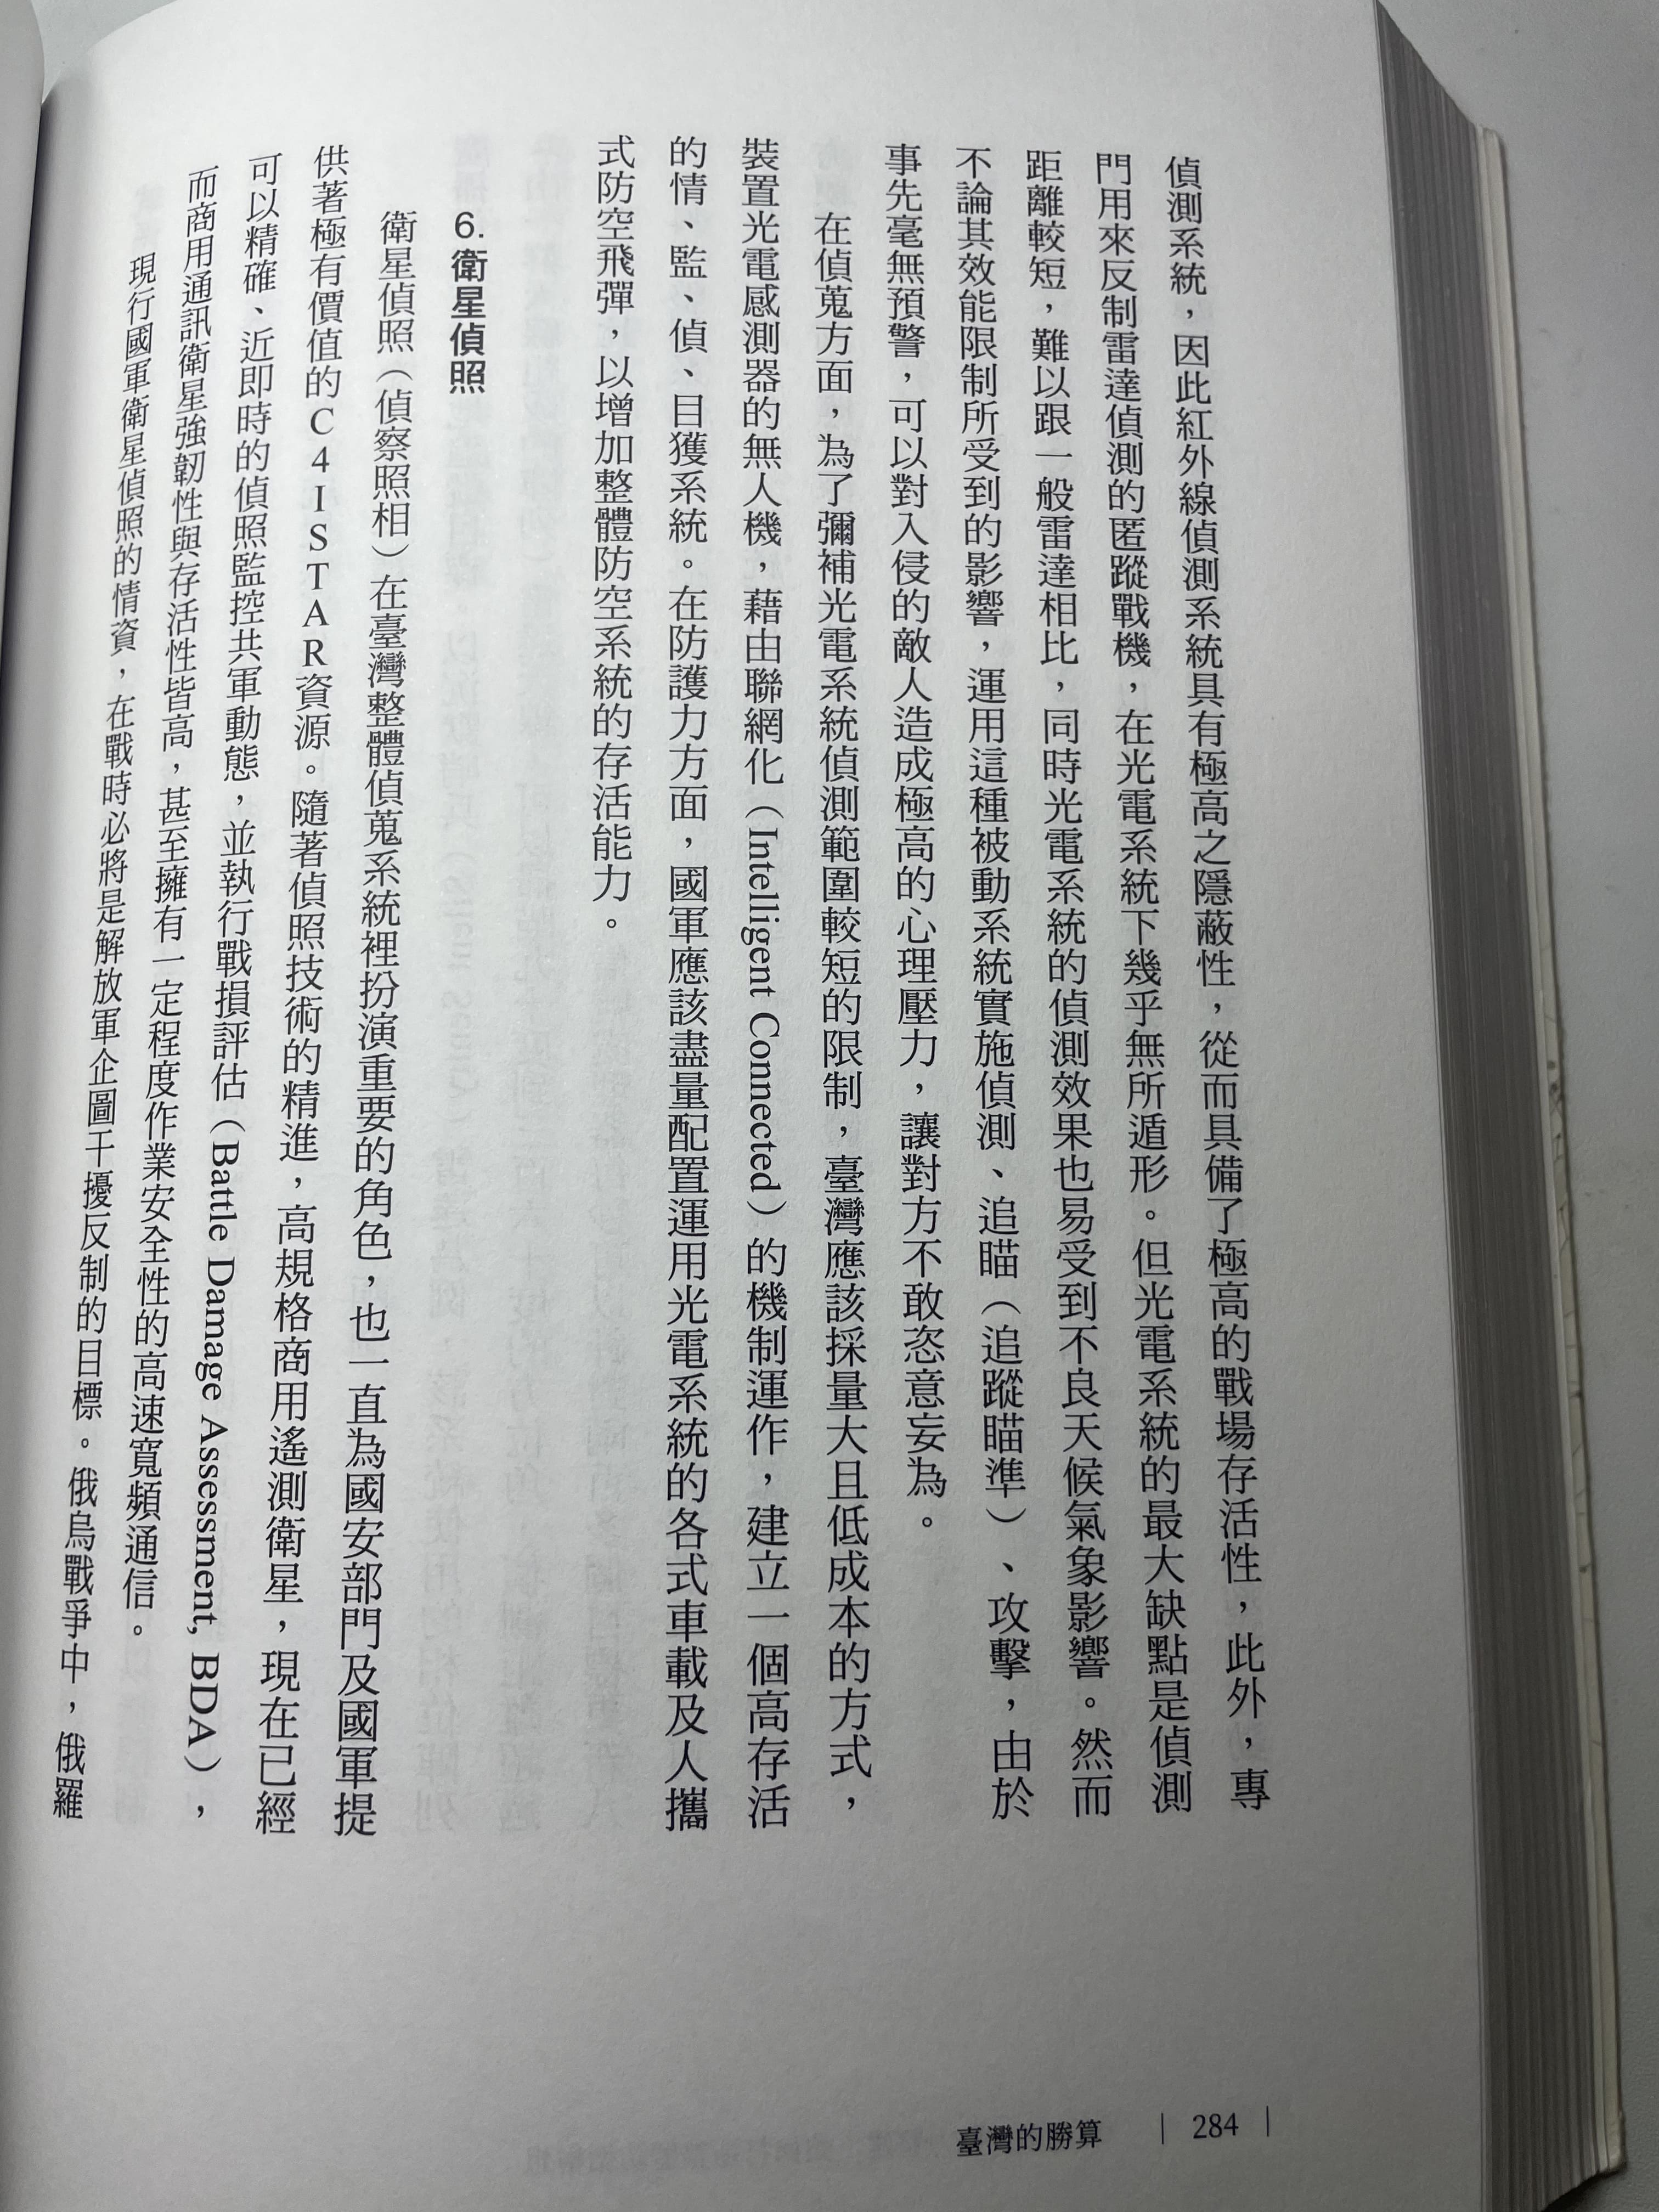 偵測系統，因此紅外線偵測系統具有極高之隱蔽性，從而具備了極高的戰場存活性，此外，專
門用來反制雷達偵測的匿蹤戰機，在光電系統下幾乎無所遁形。但光電系統的最大缺點是偵測
距離較短，難以跟一般雷達相比，同時光電系統的偵測效果也易受到不良天候氣象影響。然而
不論其效能限制所受到的影響，運用這種被動系統實施偵測、追瞄（追蹤瞄準）、攻擊，由於
事先毫無預警，可以對入侵的敵人造成極高的心理壓力，讓對方不敢恣意妄為。
在偵蒐方面，為了彌補光電系統偵測範圍較短的限制，臺灣應該採量大且低成本的方式，
裝置光電感測器的無人機，藉由聯網化（Intelligent Connected）的機制運作，建立一個高存活
的情、監、偵、目獲系統。在防護力方面，國軍應該盡量配置運用光電系統的各式車載及人攜
式防空飛彈，以增加整體防空系統的存活能力。
6.衛星偵照
衛星偵照（偵察照相）在臺灣整體偵蒐系統裡扮演重要的角色，也一直為國安部門及國軍提
供著極有價值的C4ISTAR資源。隨著偵照技術的精進，高規格商用遙測衛星，現在已經
可以精確、近即時的偵照監控共軍動態，並執行戰損評估（Battle Damage Assessment, BDA），
而商用通訊衛星強韌性與存活性皆高，甚至擁有一定程度作業安全性的高速寬頻通信。
現行國軍衛星偵照的情資，在戰時必將是解放軍企圖干擾反制的目標。俄烏戰爭中，俄羅
臺灣的勝算 | 284 |